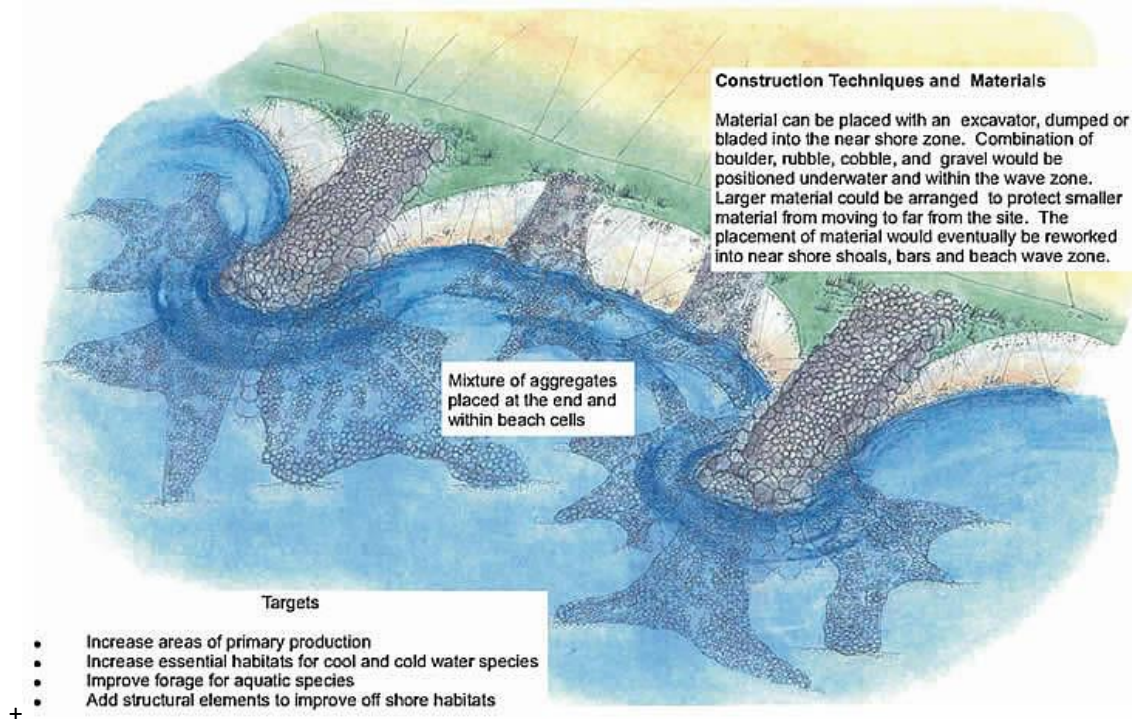 Construction Techniques and Materials
Material can be placed with an excavator, dumped or
bladed into the near shore zone. Combination of
boulder, rubble, cobble, and gravel would be
positioned underwater and within the wave zone.
Larger material could be arranged to protect smaller
material from moving to far from the site. The
placement of material would eventually be reworked
into near shore shoals, bars and beach wave zone.
Mixture of aggregates
placed at the end and
within beach cells
Targets
• Increase areas of primary production
• Increase essential habitats for cool and cold water species
• Improve forage for aquatic species
• Add structural elements to improve off shore habitats
+